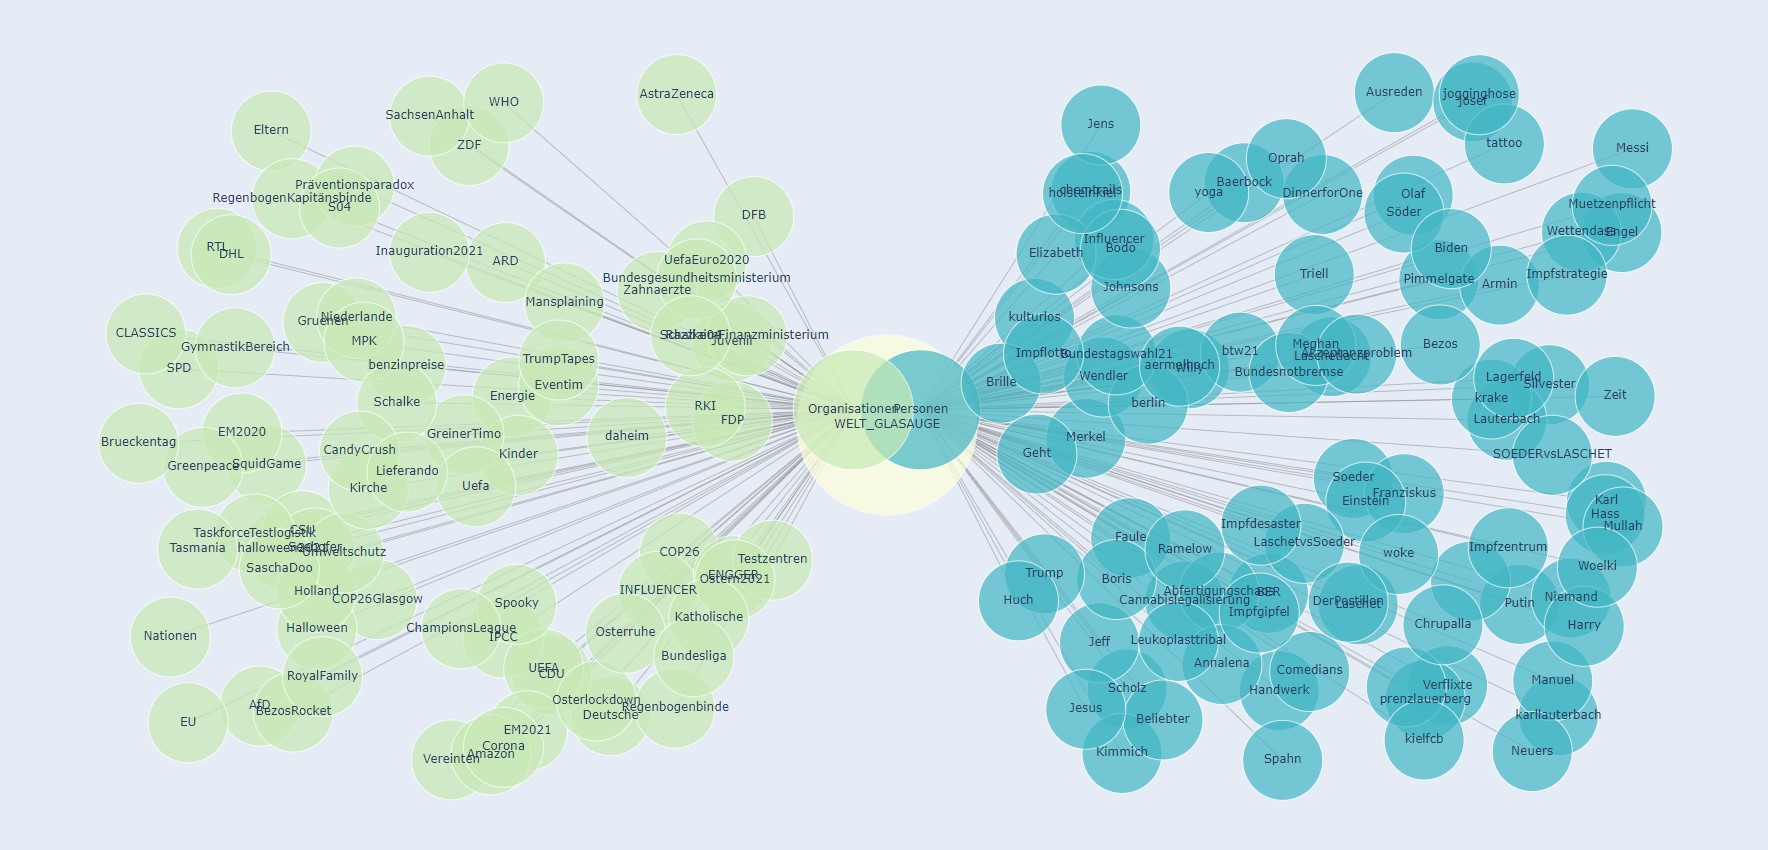 AstraZeneca
WHO
SachsenAnhalt
Eltern
ZDF
Präventionsparadox
RegenbogenKapitänsbinde
S04
DFB
RTL
DHL
Inauguration2021
ARD
UefaEuro2020
Bundesgesundheitsministerium
Zahnaerzte
Mansplaining
Niederlande
Gruenen
MPK
CLASSICS
GymnastikBereich
SPD
benzinpreise
Finanzministerium
Juvenil
TrumpTapes
Eventim
Energie
Schalke
RKI
FDP
EM2020
Brueckentag
GreinerTimo
daheim
CandyCrush
Kinder
Greenpeace
SquidGame
Lieferando
Kirche
Uefa
CSU
TaskforceTestlogistik
Tasmania
Umweltschutz
SaschaDoo
Holland
COP26Glasgow
COP26
Testzentren
ENGGER
Ostern2021
INFLUENCER
Spooky
Katholische
Halloween
ChampionsLeague
IPCC
Osterruhe
Nationen
Bundesliga
UEFA
CDU
RoyalFamily
AfD
BezosRocket
EU
Osterlockdown
Deutsche
Regenbogenbinde
EM2021
Corona
Amazon
Vereinten
Organisationen
Personen
WELT_GLASAUGE
Ausreden
jogginghose
josef
Jens
tattoo
Messi
Oprah
Baerbock
yoga
DinnerforOne
chemtrails
holsteinkiel
Olaf
Söder
Muetzenpflicht
Wettendass
Engel
Influencer
Bodo
Elizabeth
Biden
Johnsons
Triell
Pimmelgate
Armin
Impfstrategie
kulturlos
Impflotto
Bundestagswahl21
Meghan
btw21
Laschetlacht
Akzeptanzproblem
Bezos
aermelhoch
Willy
Wendler
Bundesnotbremse
Brille
berlin
Lagerfeld
Silvester
krake
Zeit
Lauterbach
Merkel
Geht
SOEDERvsLASCHET
Soeder
Franziskus
Einstein
Karl
Hass
Mullah
Faule
Impfdesaster
LaschetvsSoeder
Ramelow
woke
Impfzentrum
Woelki
Trump
Boris
Huch
Abfertigungschaos
BER
Cannabislegalisierung
Impfgipfel
DerPostillon
Laschet
Putin
Niemand
Harry
Chrupalla
Jeff
Leukoplasttribal
Annalena
Comedians
Handwerk
Scholz
Jesus
Beliebter
Kimmich
Verflixte
prenzlauerberg
Manuel
karllauterbach
kielfcb
Neuers
Spahn